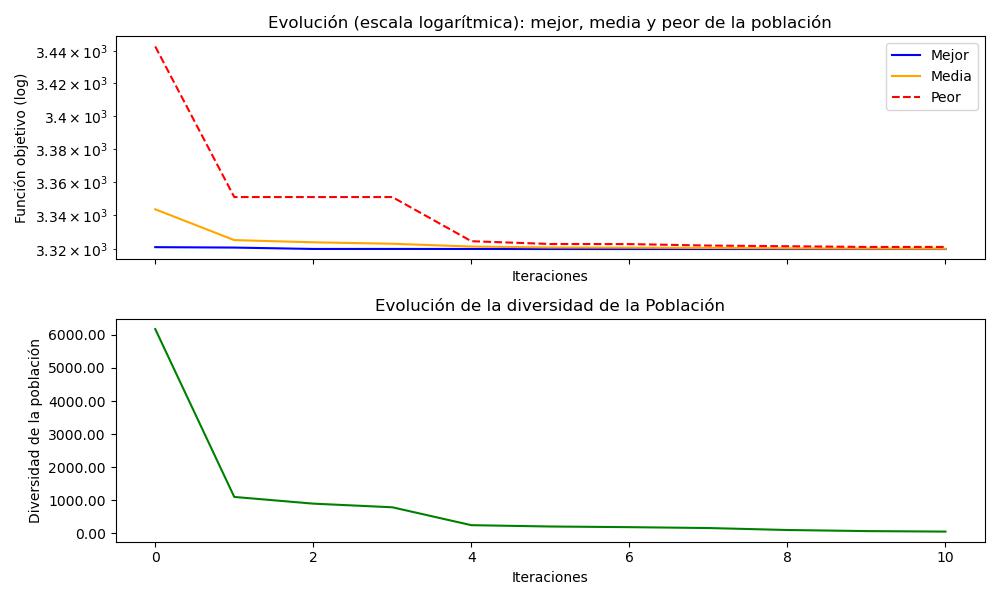 Evolución (escala logarítmica): mejor, media y peor de la población
Función objetivo (log)
3.44 × 10³
3.42 × 10³
3.4 × 10³
3.38 × 10³
3.36 × 10³
3.34 × 10³
3.32 × 10³
Mejor
Media
Peor
Iteraciones
Evolución de la diversidad de la Población
Diversidad de la población
6000.00
5000.00
4000.00
3000.00
2000.00
1000.00
0.00
0 2 4 6 8 10
Iteraciones